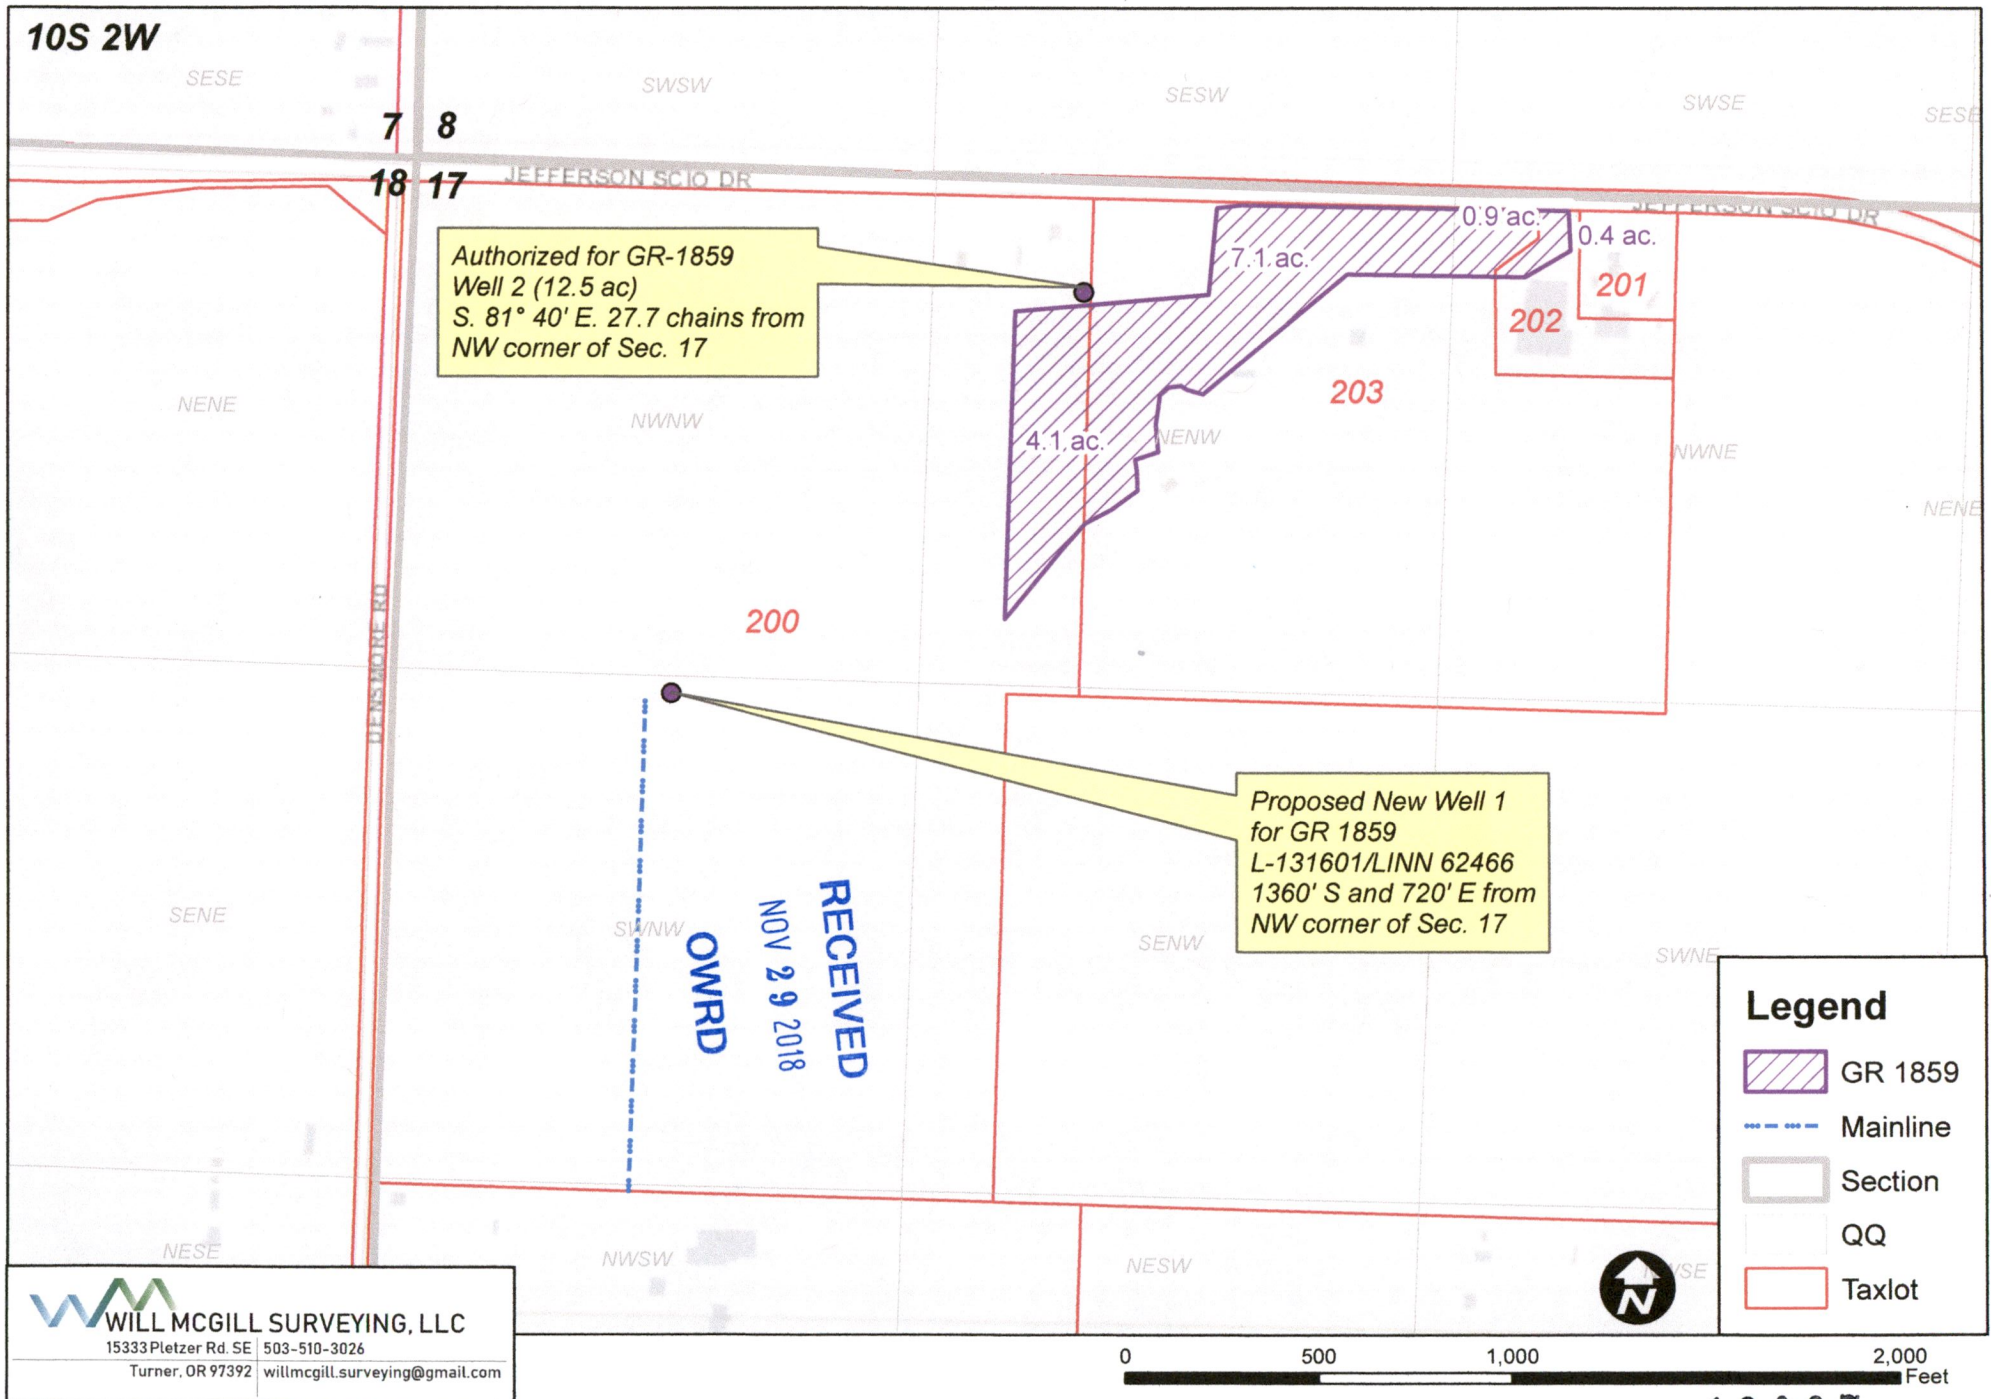 10S 2W
SESE
SWSW
SESW
SWSE
SESE
7
8
18
17
JEFFERSON SCIO DR
JEFFERSON SCIO DR
0.9 ac.
0.4 ac.
7.1 ac.
201
202
203
Authorized for GR-1859
Well 2 (12.5 ac)
S. 81° 40' E. 27.7 chains from
NW corner of Sec. 17
NENE
NWNW
4.1 ac.
NENW
NWNE
NENE
200
DENSMORE RD
Proposed New Well 1
for GR 1859
L-131601/LINN 62466
1360' S and 720' E from
NW corner of Sec. 17
SENE
SWNW
SENW
SWNE
RECEIVED
NOV 29 2018
OWRD
NESE
NWSW
NESW
NWSE
Legend
GR 1859
Mainline
Section
QQ
Taxlot
N
WM
WILL MCGILL SURVEYING, LLC
15333 Pletzer Rd. SE 503-510-3026
Turner, OR 97392 willmcgill.surveying@gmail.com
0 500 1,000 2,000
Feet